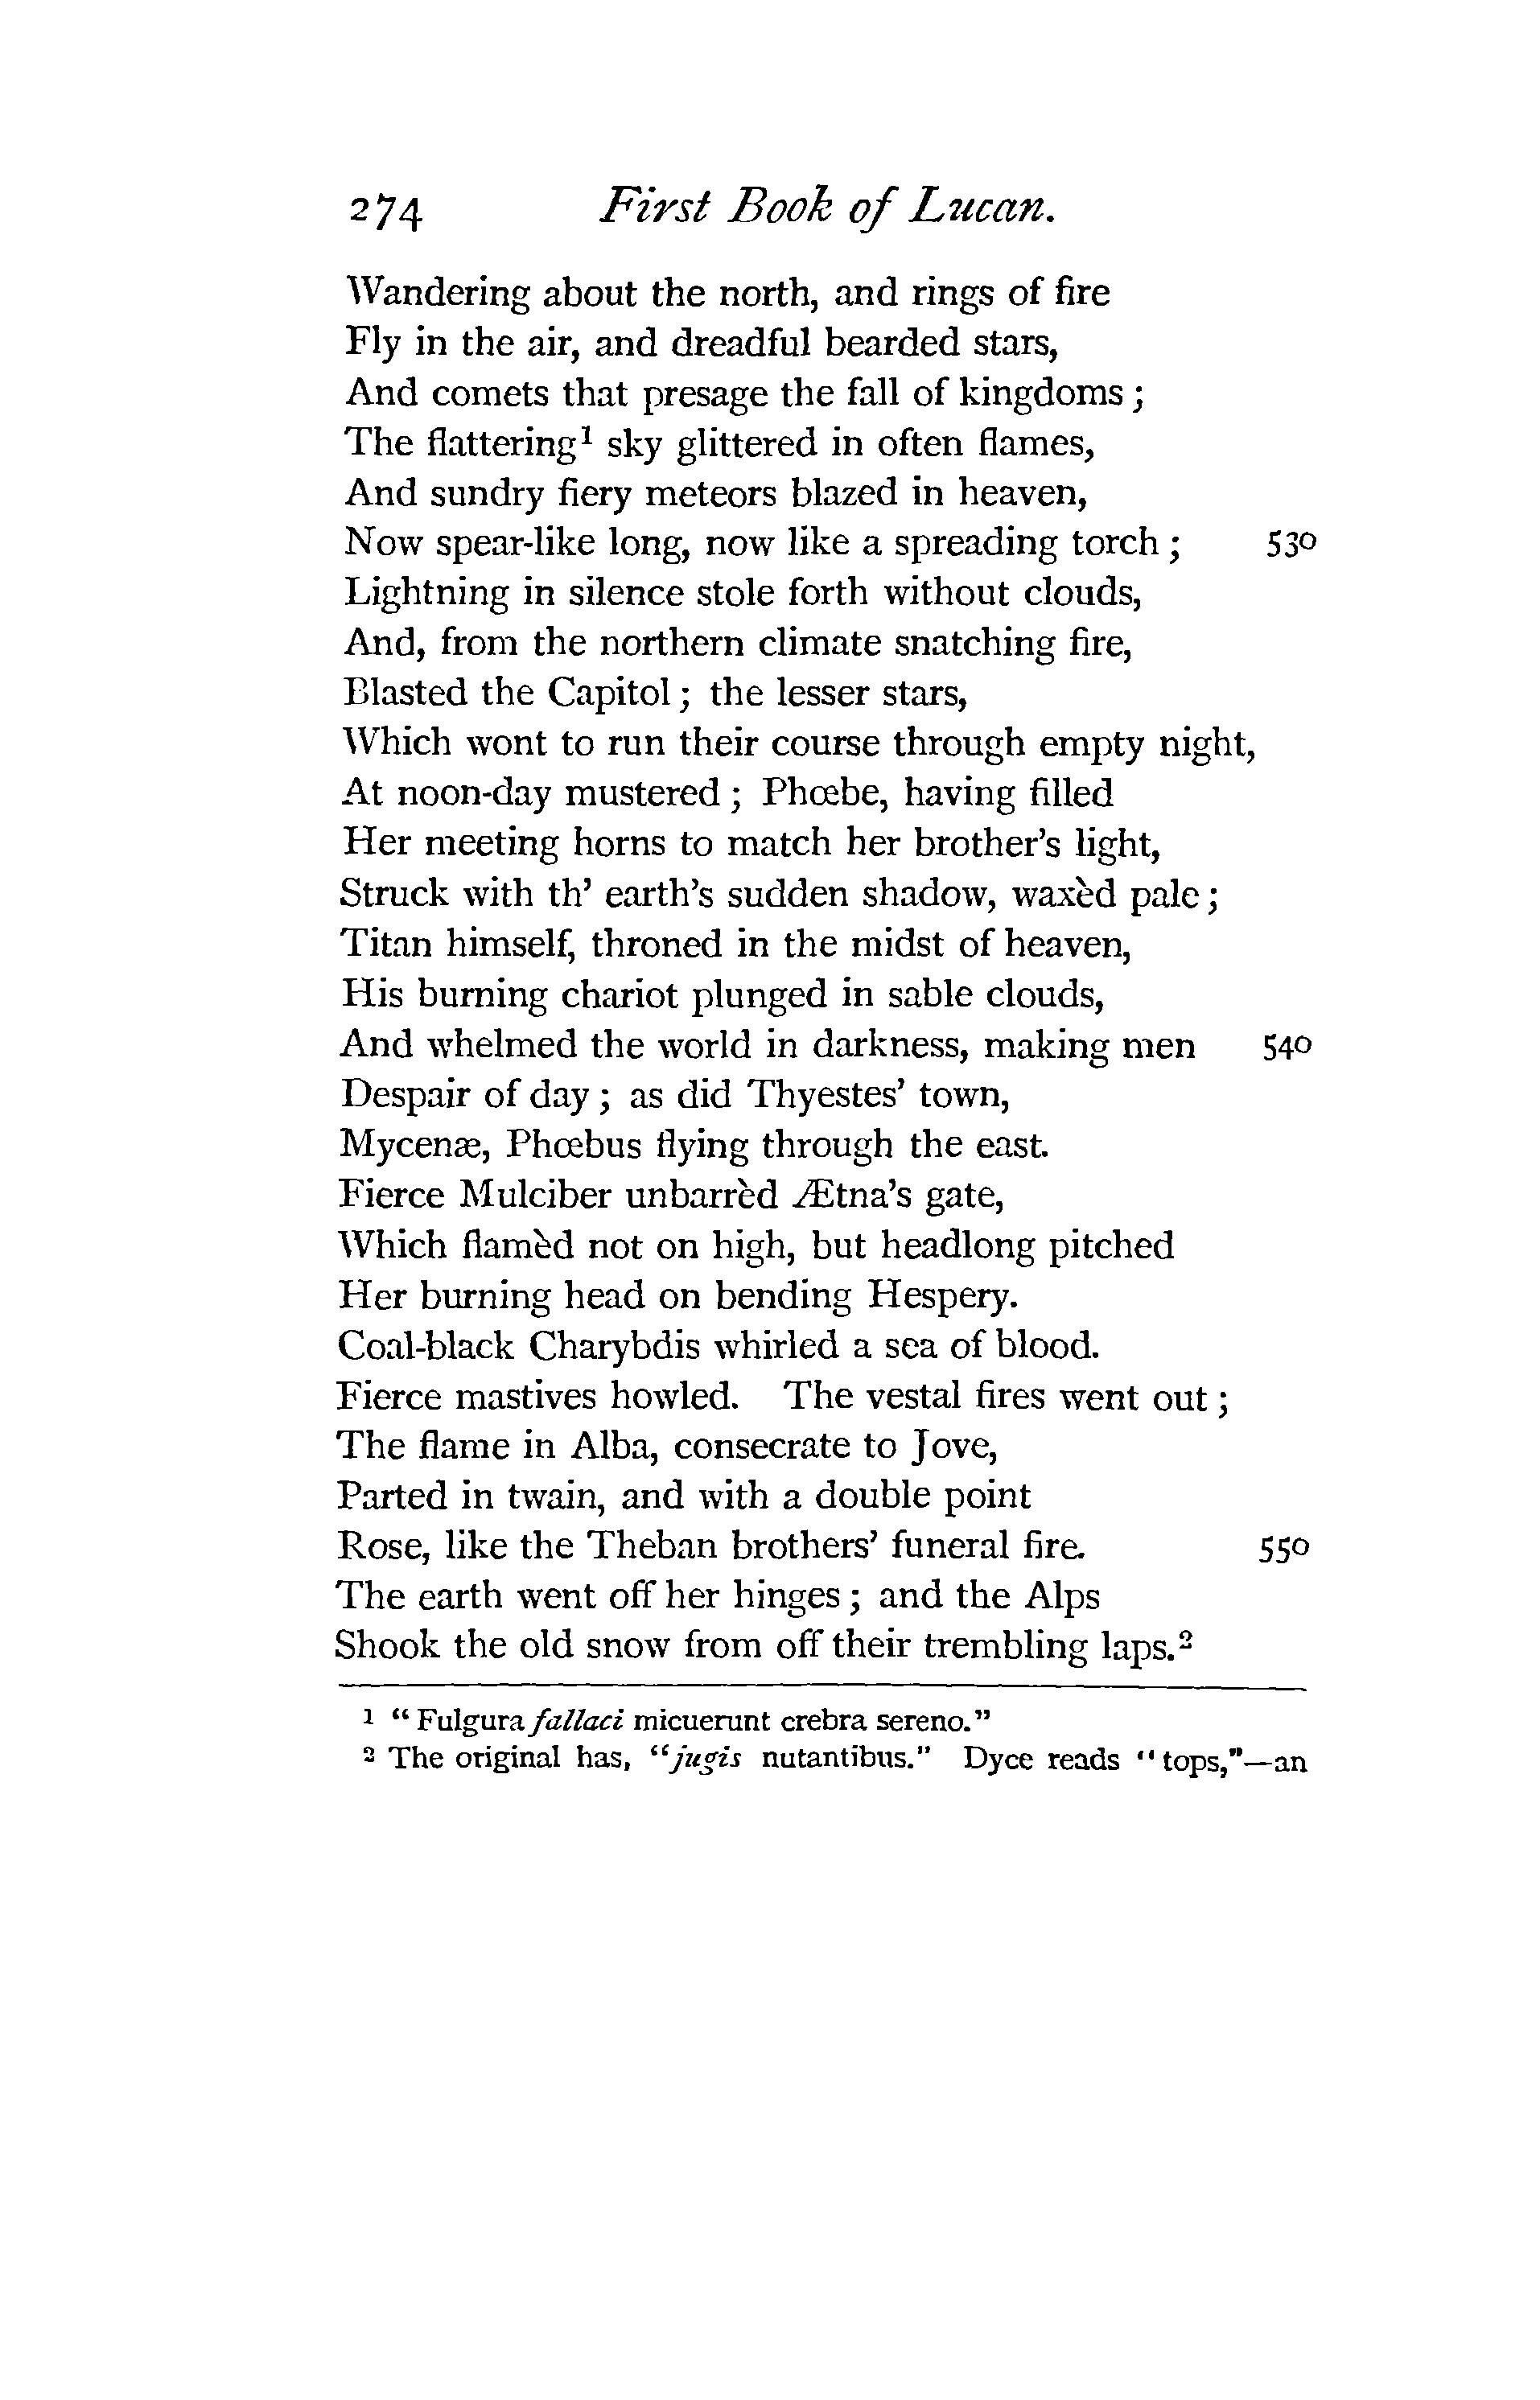 274 First Book of Lucan.
Wandering about the north, and rings of fire
Fly in the air, and dreadful bearded stars,
And comets that presage the fall of kingdoms ;
The flattering¹ sky glittered in often flames,
And sundry fiery meteors blazed in heaven,
Now spear-like long, now like a spreading torch ; 530
Lightning in silence stole forth without clouds,
And, from the northern climate snatching fire,
Blasted the Capitol ; the lesser stars,
Which wont to run their course through empty night,
At noon-day mustered ; Phœbe, having filled
Her meeting horns to match her brother’s light,
Struck with th’ earth’s sudden shadow, waxèd pale ;
Titan himself, throned in the midst of heaven,
His burning chariot plunged in sable clouds,
And whelmed the world in darkness, making men 540
Despair of day ; as did Thyestes’ town,
Mycenæ, Phœbus flying through the east.
Fierce Mulciber unbarrèd Ætna’s gate,
Which flamèd not on high, but headlong pitched
Her burning head on bending Hespery.
Coal-black Charybdis whirled a sea of blood.
Fierce mastives howled. The vestal fires went out ;
The flame in Alba, consecrate to Jove,
Parted in twain, and with a double point
Rose, like the Theban brothers’ funeral fire. 550
The earth went off her hinges ; and the Alps
Shook the old snow from off their trembling laps.²
¹ “ Fulgura fallaci micuerunt crebra sereno.”
² The original has, “jugis nutantibus.” Dyce reads “ tops,”—an